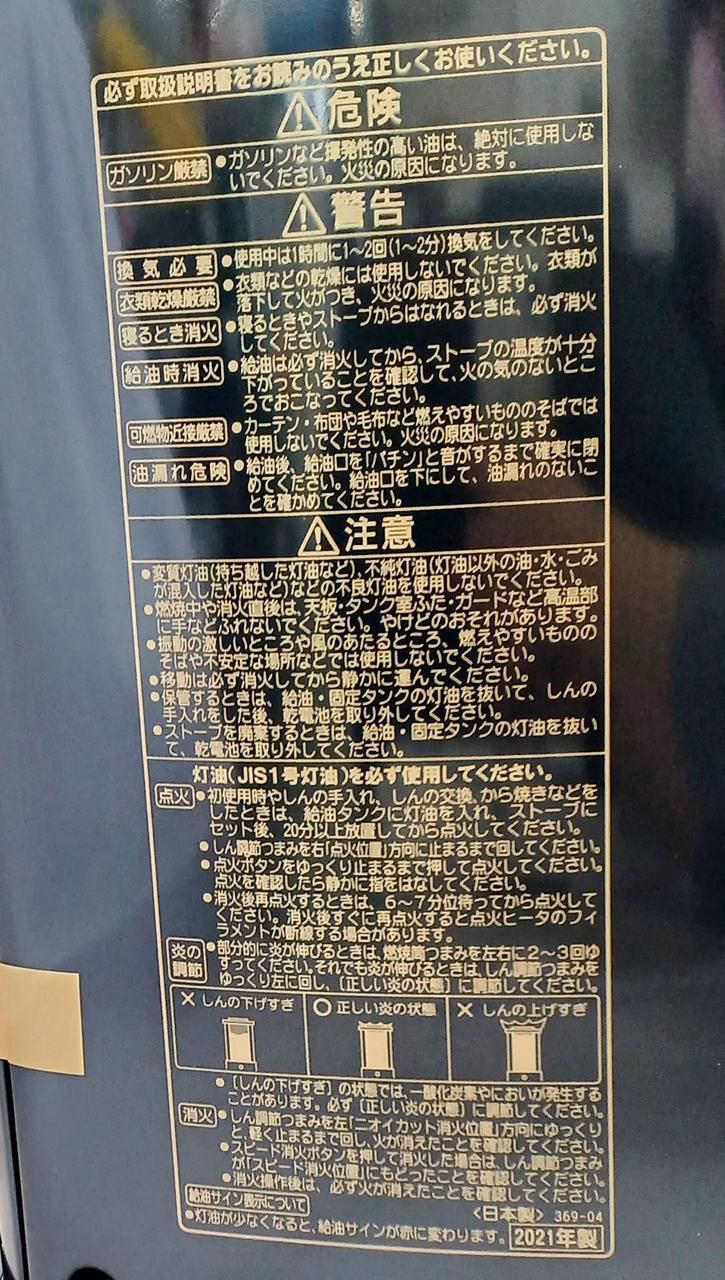 必ず取扱説明書をお読みのうえ正しくお使いください。
危険
ガソリン厳禁
●ガソリンなど揮発性の高い油は、絶対に使用しな
いでください。火災の原因になります。
警告
換気必要
●使用中は1時間に1～2回(1～2分)換気をしてください。
衣類乾燥厳禁
●衣類などの乾燥には使用しないでください。衣類が
落下して火がつき、火災の原因になります。
寝るとき消火
●寝るときやストーブからはなれるときは、必ず消火
してください。
給油時消火
●給油は必ず消火してから、ストーブの温度が十分
下がっていることを確認して、火の気のないとこ
ろでおこなってください。
可燃物近接厳禁
●カーテン・布団や毛布など燃えやすいもののそばでは
使用しないでください。火災の原因になります。
油漏れ危険
●給油後、給油口を「パチン」と音がするまで確実に閉
めてください。給油口を下にして、油漏れのないこ
とを確かめてください。
注意
●変質灯油(持ち越した灯油など)、不純灯油(灯油以外の油・水・ごみ
が混入した灯油など)などの不良灯油を使用しないでください。
●燃焼中や消火直後は、天板・タンク室ふた・ガードなど高温部
に手などふれないでください。やけどのおそれがあります。
●振動の激しいところや風のあたるところ、燃えやすいものの
そばや不安定な場所などでは使用しないでください。
●移動は必ず消火してから静かに運んでください。
●保管するときは、給油・固定タンクの灯油を抜いて、しんの
手入れをした後、乾電池を取り外してください。
●ストーブを廃棄するときは、給油・固定タンクの灯油を抜い
て、乾電池を取り外してください。
灯油(JIS1号灯油)を必ず使用してください。
点火
●初使用時やしんの手入れ、しんの交換、から焼きなどを
したときは、給油タンクに灯油を入れ、ストーブに
セット後、20分以上放置してから点火してください。
●しん調節つまみを右「点火位置」方向に止まるまで回してください。
●点火ボタンをゆっくり止まるまで押して点火してください。
点火を確認したら静かに指をはなしてください。
●消火後再点火するときは、6～7分位待ってから点火して
ください。消火後すぐに再点火すると点火ヒータのフィ
ラメントが断線する場合があります。
炎の
調節
●部分的に炎が伸びるときは、燃焼筒つまみを左右に2～3回ゆ
すってください。それでも炎が伸びるときは、しん調節つまみを
ゆっくり左に回し、〔正しい炎の状態〕に調節してください。
× しんの下げすぎ
○ 正しい炎の状態
× しんの上げすぎ
●〔しんの下げすぎ〕の状態では、一酸化炭素やにおいが発生する
ことがあります。必ず〔正しい炎の状態〕に調節してください。
消火
●しん調節つまみを左「ニオイカット消火位置」方向にゆっくり
と、軽く止まるまで回し、火が消えたことを確認してください。
●スピード消火ボタンを押して消火した場合は、しん調節つまみ
が「スピード消火位置」にもどったことを確認してください。
●消火操作後は、必ず火が消えたことを確認してください。
給油サイン表示について
<日本製> 369-04
●灯油が少なくなると、給油サインが赤に変わります。
2021年製